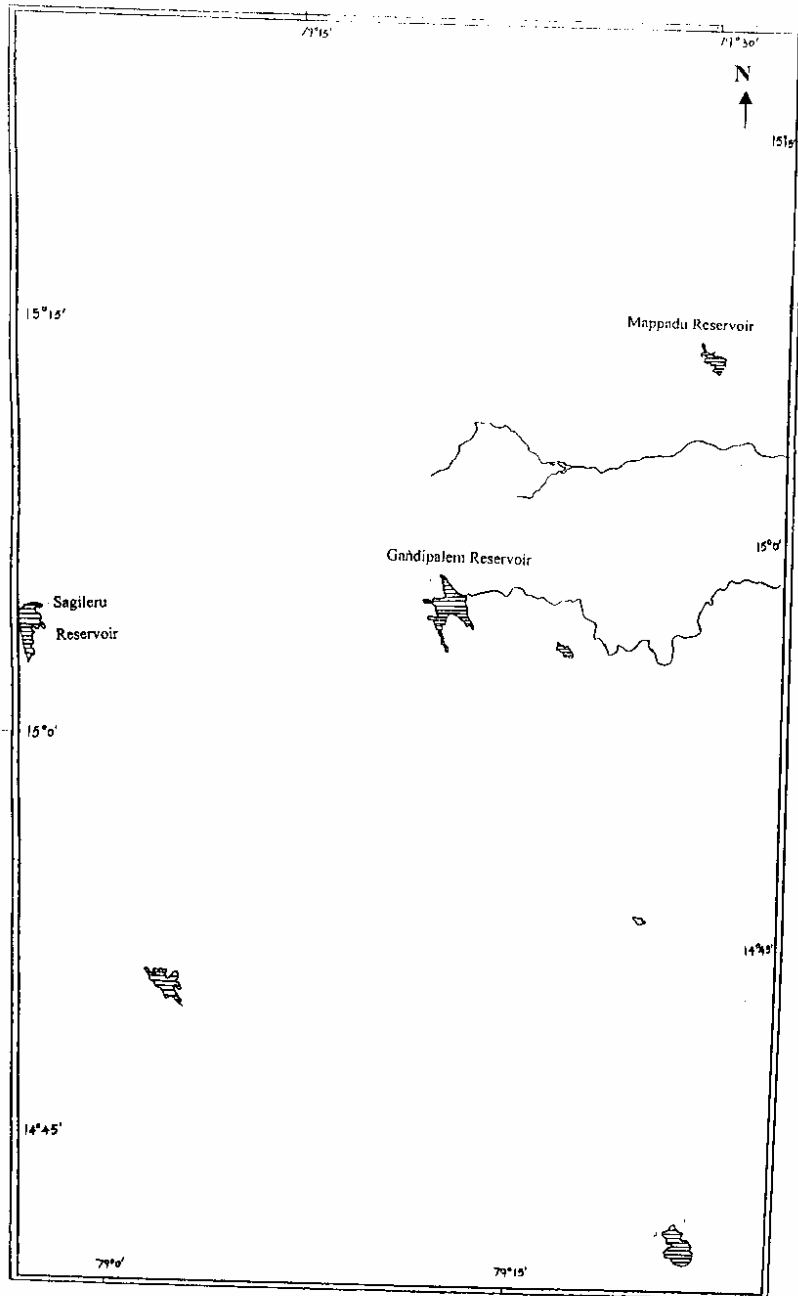 79°15'
79°30'
N
15°15'
15°15'
Mappadu Reservoir
15°0'
Gandipalem Reservoir
Sagileru
Reservoir
15°0'
14°45'
14°45'
79°0'
79°15'